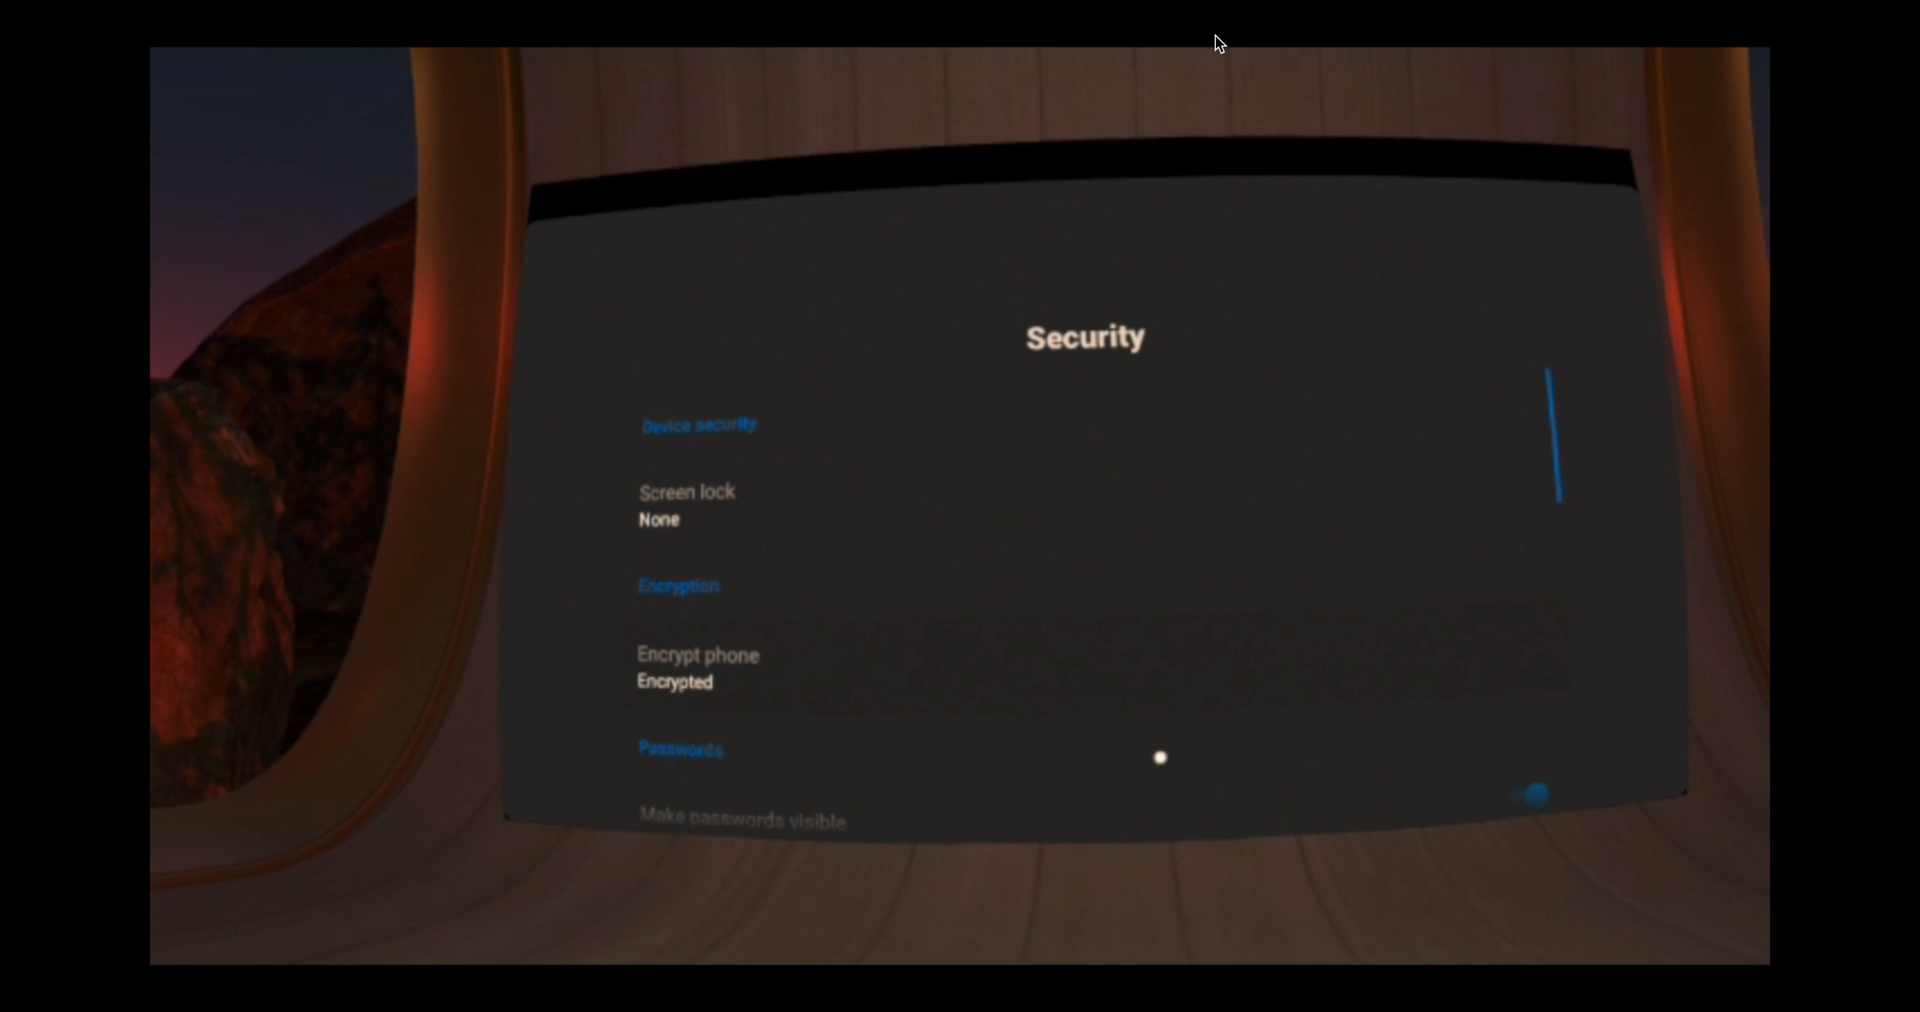 Security
Device security
Screen lock
None
Encryption
Encrypt phone
Encrypted
Passwords
Make passwords visible